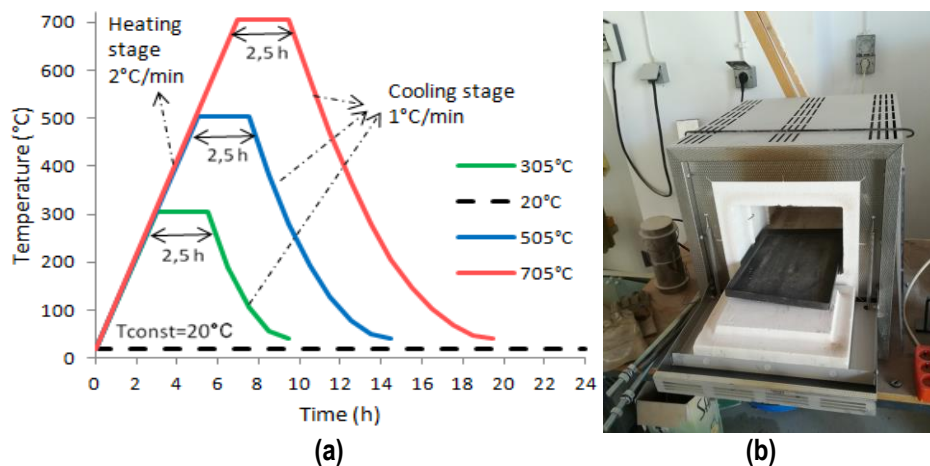 700
600
500
400
300
200
100
0
Temperature (°C)
Heating
stage
2°C/min
2,5 h
2,5 h
2,5 h
Cooling stage
1°C/min
305°C
20°C
505°C
705°C
Tconst=20°C
0 2 4 6 8 10 12 14 16 18 20 22 24
Time (h)
(a)
(b)